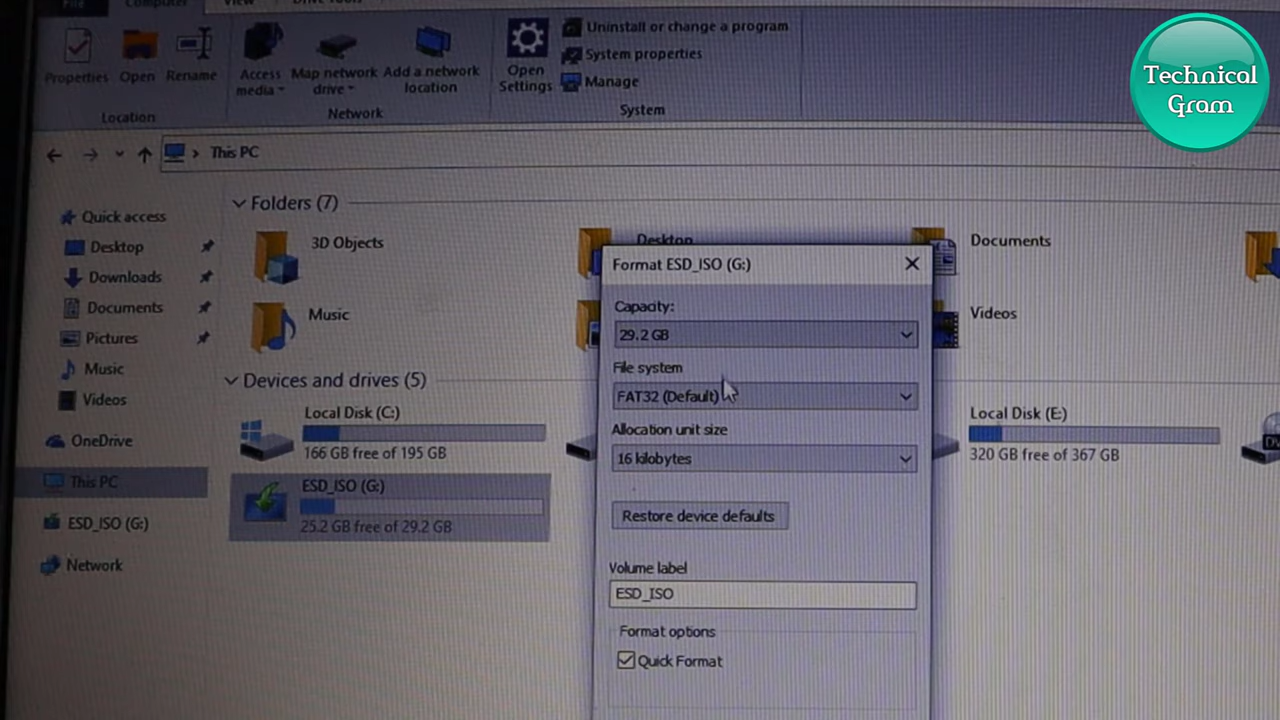 File
Computer
View
Drive Tools
Properties
Open
Rename
Access
media
Map network
drive
Add a network
location
Open
Settings
Uninstall or change a program
System properties
Manage
Location
Network
System
Technical
Gram
This PC
Quick access
Desktop
Downloads
Documents
Pictures
Music
Videos
OneDrive
This PC
ESD_ISO (G:)
Network
Folders (7)
3D Objects
Desktop
Documents
Music
Videos
Devices and drives (5)
Local Disk (C:)
166 GB free of 195 GB
Local Disk (E:)
320 GB free of 367 GB
ESD_ISO (G:)
25.2 GB free of 29.2 GB
Format ESD_ISO (G:)
Capacity:
29.2 GB
File system
FAT32 (Default)
Allocation unit size
16 kilobytes
Restore device defaults
Volume label
ESD_ISO
Format options
Quick Format